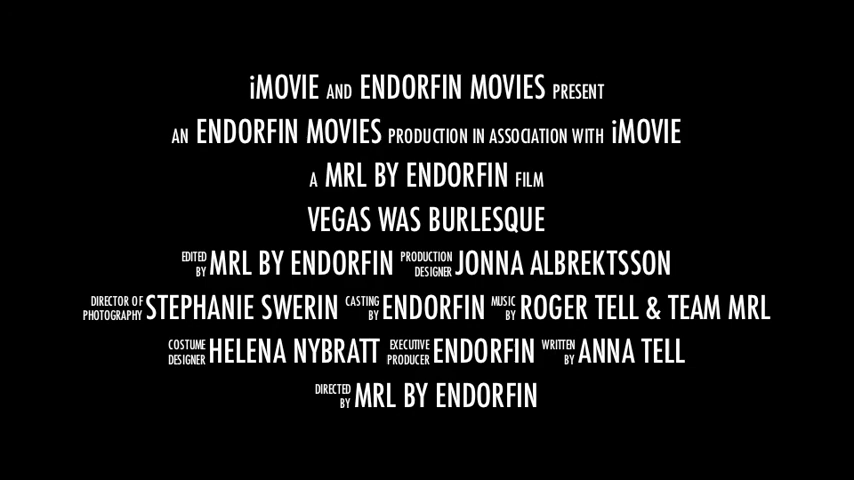 iMOVIE AND ENDORFIN MOVIES PRESENT
AN ENDORFIN MOVIES PRODUCTION IN ASSOCIATION WITH iMOVIE
A MRL BY ENDORFIN FILM
VEGAS WAS BURLESQUE
EDITED BY MRL BY ENDORFIN PRODUCTION DESIGNER JONNA ALBREKTSSON
DIRECTOR OF PHOTOGRAPHY STEPHANIE SWERIN CASTING BY ENDORFIN MUSIC BY ROGER TELL & TEAM MRL
COSTUME DESIGNER HELENA NYBRATT EXECUTIVE PRODUCER ENDORFIN WRITTEN BY ANNA TELL
DIRECTED BY MRL BY ENDORFIN